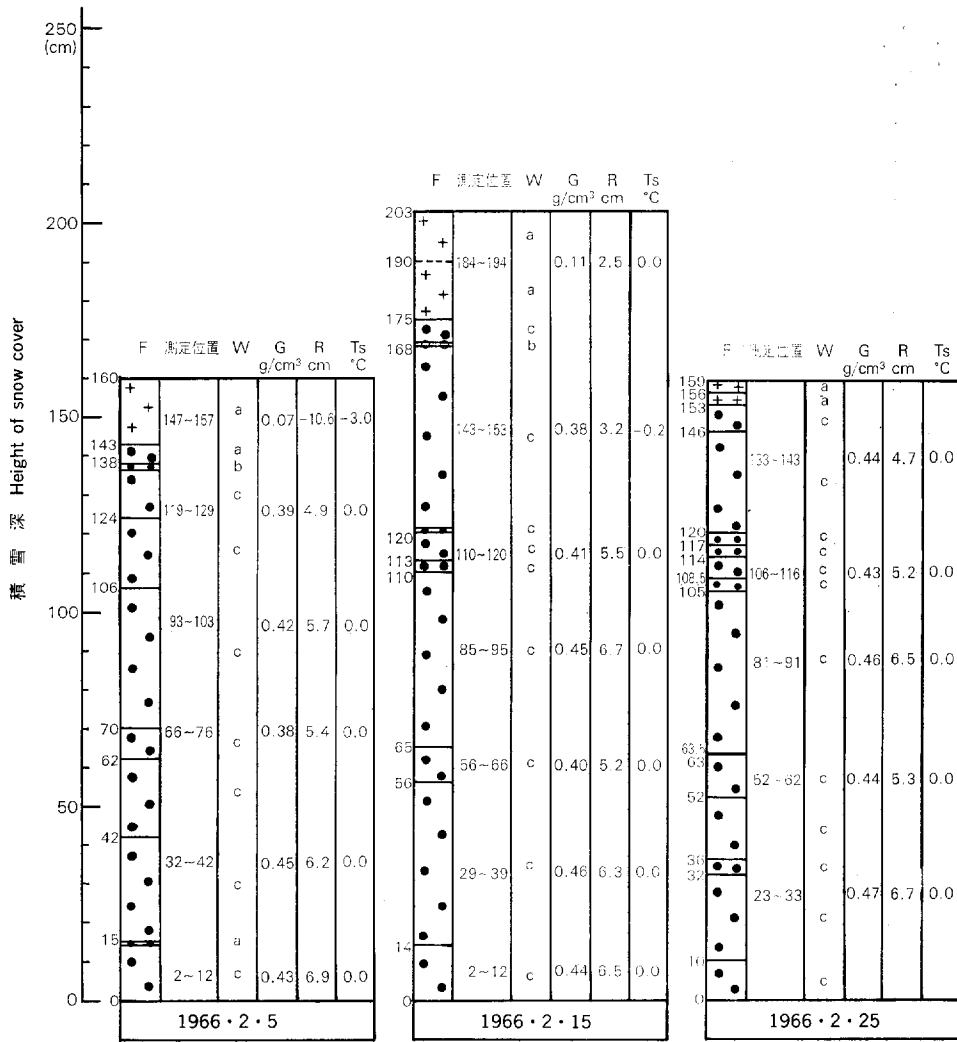 250
(cm)
200
150
100
50
0
積雪深 Height of snow cover
F 測定位置 W G R Ts
g/cm³ cm °C
160
a
147~157 0.07 -10.6 -3.0
143
a
138
b
c
119~129 0.39 4.9 0.0
124
c
106
93~103 0.42 5.7 0.0
c
70 66~76 0.38 5.4 0.0
c
62
c
42
32~42 0.45 6.2 0.0
c
15 a
2~12 c 0.43 6.9 0.0
0
1966・2・5
F 測定位置 W G R Ts
g/cm³ cm °C
203
a
190 184~194 0.11 2.5 0.0
a
175
c
168 b
143~153 c 0.38 3.2 -0.2
120 c
110~120 c 0.41 5.5 0.0
113 c
110
85~95 c 0.45 6.7 0.0
65
56~66 c 0.40 5.2 0.0
56
29~39 c 0.46 6.3 0.0
14
2~12 c 0.44 6.5 0.0
0
1966・2・15
F 測定位置 W G R Ts
g/cm³ cm °C
159 a
156 a
153
c
146
133~143 0.44 4.7 0.0
c
120 c
117 c
114
106~116 c 0.43 5.2 0.0
108.5 c
105
81~91 c 0.46 6.5 0.0
63.5
63
52~62 c 0.44 5.3 0.0
52
c
36
c
32
23~33 0.47 6.7 0.0
c
10
c
0
1966・2・25